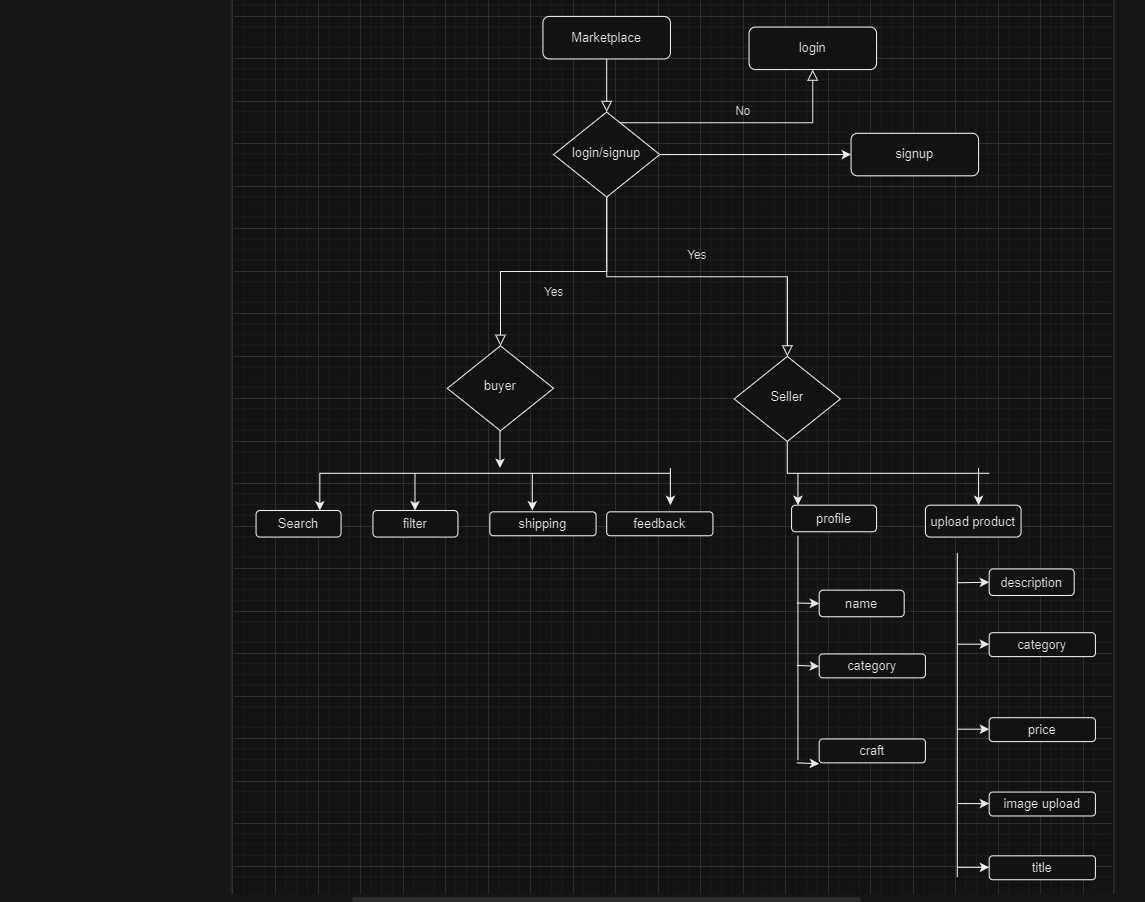 Marketplace
login
No
login/signup
signup
Yes
Yes
buyer
Seller
Search
filter
shipping
feedback
profile
upload product
description
name
category
category
price
craft
image upload
title